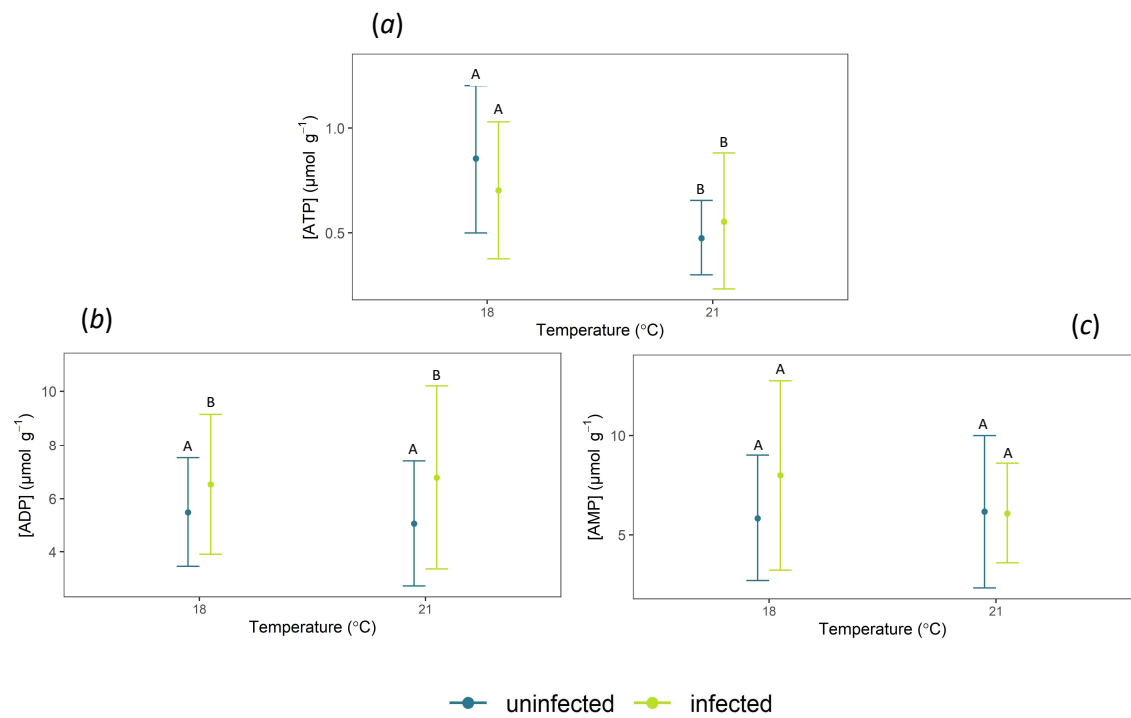 (a)
A
A
B
B
1.0
0.5
[ATP] (μmol g⁻¹)
18
21
Temperature (°C)
(b)
A
B
A
B
10
8
6
4
[ADP] (μmol g⁻¹)
18
21
Temperature (°C)
(c)
A
A
A
A
10
5
[AMP] (μmol g⁻¹)
18
21
Temperature (°C)
uninfected infected